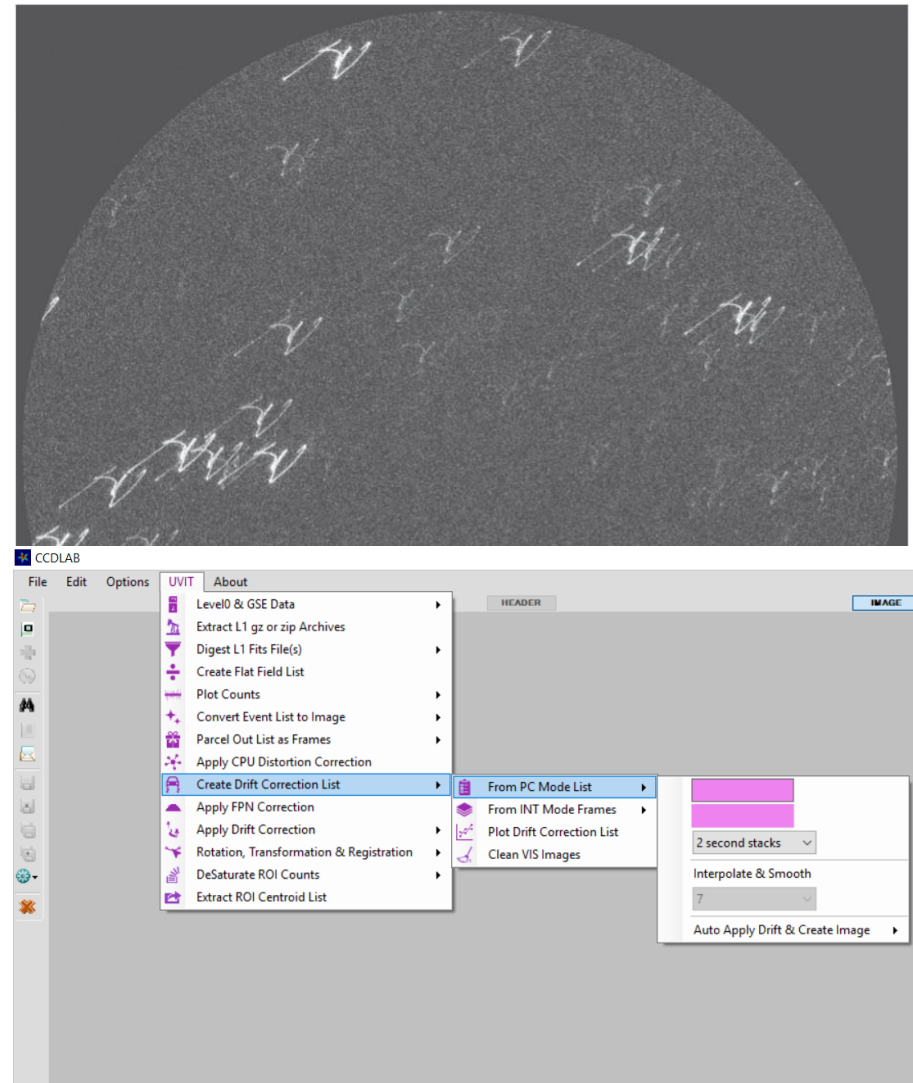 CCDLAB
File Edit Options UVIT About
HEADER
IMAGE
Level0 & GSE Data
Extract L1 gz or zip Archives
Digest L1 Fits File(s)
Create Flat Field List
Plot Counts
Convert Event List to Image
Parcel Out List as Frames
Apply CPU Distortion Correction
Create Drift Correction List
Apply FPN Correction
Apply Drift Correction
Rotation, Transformation & Registration
DeSaturate ROI Counts
Extract ROI Centroid List
From PC Mode List
From INT Mode Frames
Plot Drift Correction List
Clean VIS Images
2 second stacks
Interpolate & Smooth
7
Auto Apply Drift & Create Image